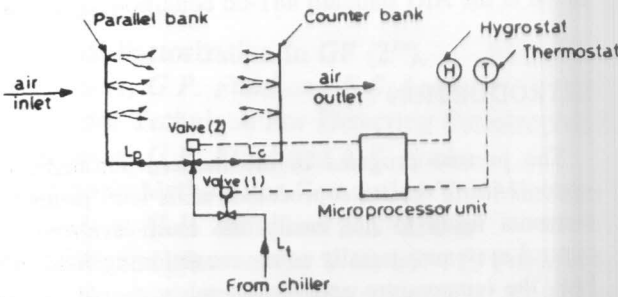 Parallel bank
Counter bank
Hygrostat
Thermostat
H
T
air
inlet
air
outlet
Valve (2)
Lp
Lc
Valve (1)
Microprocessor unit
Lt
From chiller